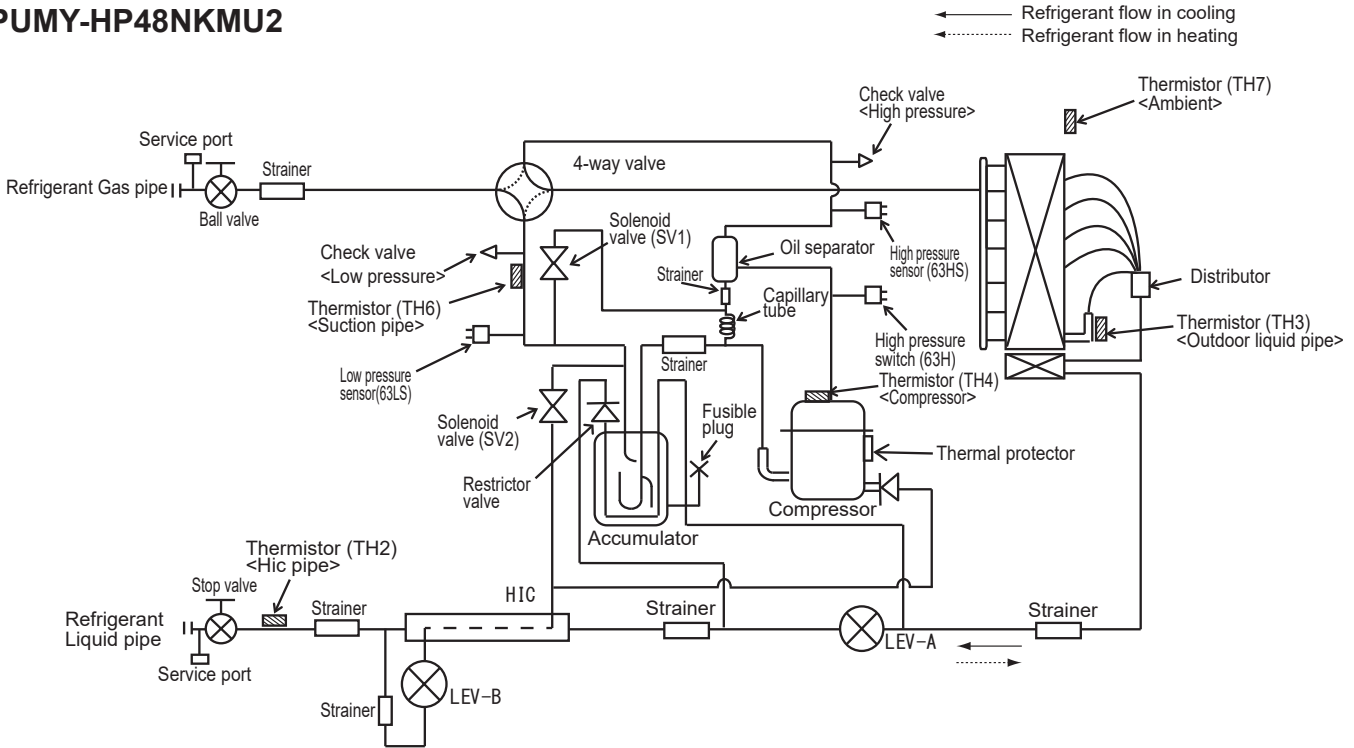 PUMY-HP48NKMU2
Refrigerant flow in cooling
Refrigerant flow in heating
Thermistor (TH7)
<Ambient>
Check valve
<High pressure>
Service port
Strainer
4-way valve
Refrigerant Gas pipe
Ball valve
Solenoid
valve (SV1)
Oil separator
High pressure
sensor (63HS)
Check valve
<Low pressure>
Strainer
Distributor
Capillary
tube
Thermistor (TH6)
<Suction pipe>
Thermistor (TH3)
<Outdoor liquid pipe>
High pressure
switch (63H)
Strainer
Low pressure
sensor(63LS)
Thermistor (TH4)
<Compressor>
Solenoid
valve (SV2)
Fusible
plug
Thermal protector
Restrictor
valve
Compressor
Accumulator
Thermistor (TH2)
<Hic pipe>
Stop valve
Strainer
HIC
Strainer
Strainer
Refrigerant
Liquid pipe
LEV-A
Service port
LEV-B
Strainer